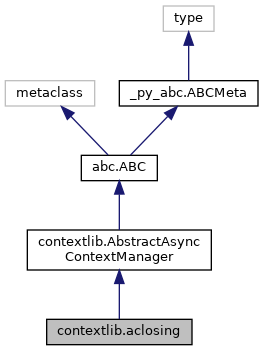 type
metaclass
_py_abc.ABCMeta
abc.ABC
contextlib.AbstractAsync
ContextManager
contextlib.aclosing